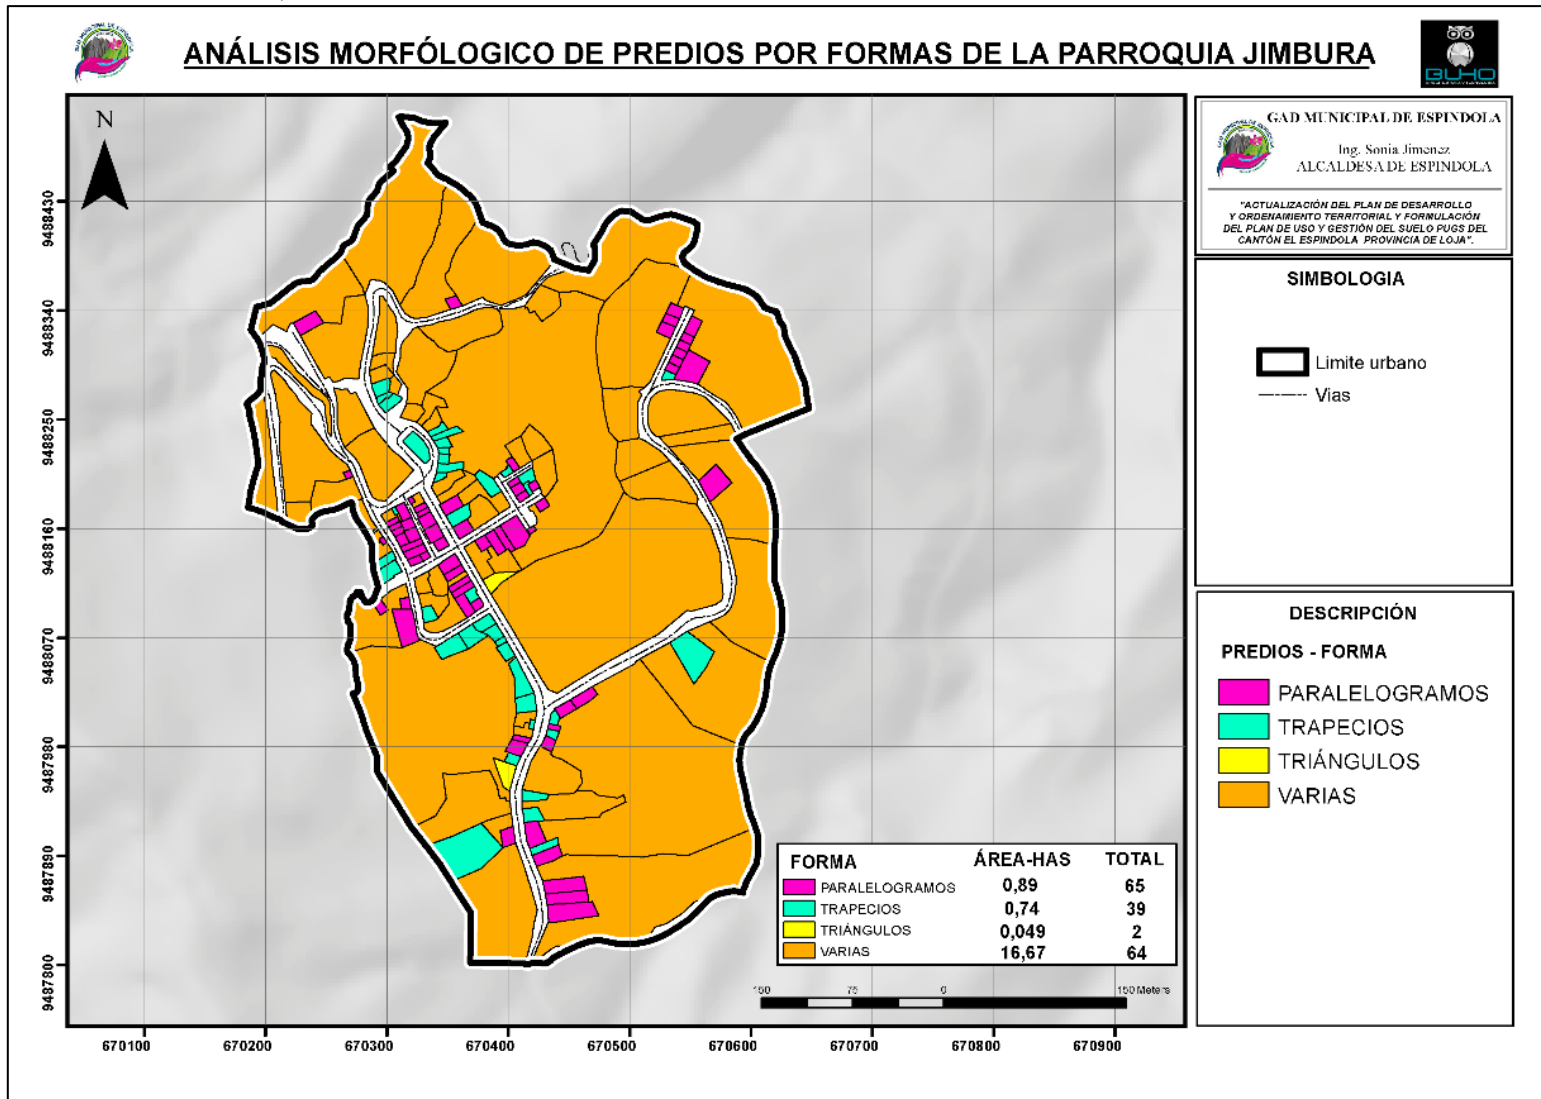 ANÁLISIS MORFÓLOGICO DE PREDIOS POR FORMAS DE LA PARROQUIA JIMBURA
BUHO
GAD MUNICIPAL DE ESPINDOLA
Ing. Sonia Jimenez
ALCALDESA DE ESPINDOLA
"ACTUALIZACIÓN DEL PLAN DE DESARROLLO
Y ORDENAMIENTO TERRITORIAL Y FORMULACIÓN
DEL PLAN DE USO Y GESTIÓN DEL SUELO PUGS DEL
CANTÓN EL ESPINDOLA PROVINCIA DE LOJA".
SIMBOLOGIA
Limite urbano
Vias
DESCRIPCIÓN
PREDIOS - FORMA
PARALELOGRAMOS
TRAPECIOS
TRIÁNGULOS
VARIAS
N
9488430
9488340
9488250
9488160
9488070
9487980
9487890
9487800
FORMA ÁREA-HAS TOTAL
PARALELOGRAMOS 0,89 65
TRAPECIOS 0,74 39
TRIÁNGULOS 0,049 2
VARIAS 16,67 64
150 75 0 150 Meters
670100 670200 670300 670400 670500 670600 670700 670800 670900